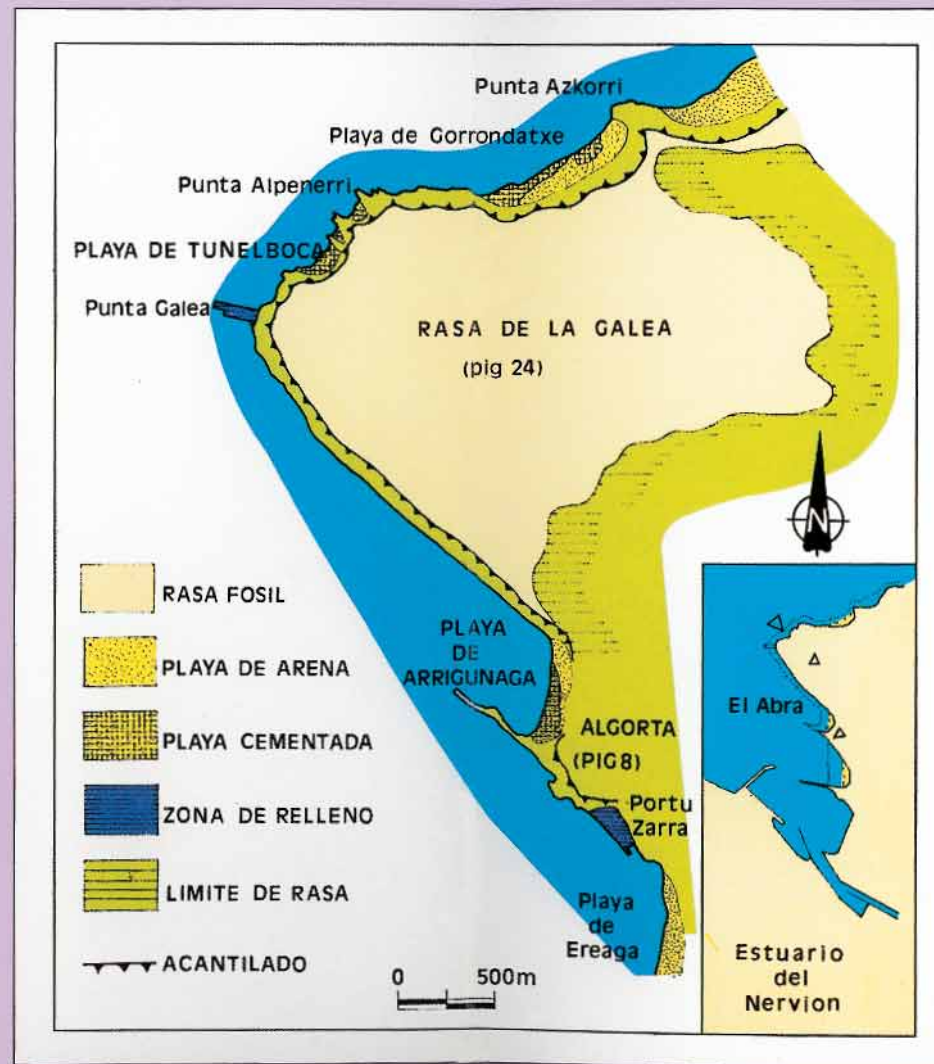 Punta Azkorri
Playa de Gorrondatxe
Punta Alpenerri
PLAYA DE TUNELBOCA
Punta Galea
RASA DE LA GALEA
(pig 24)
N
RASA FOSIL
PLAYA DE ARENA
PLAYA CEMENTADA
ZONA DE RELLENO
LIMITE DE RASA
ACANTILADO
PLAYA
DE
ARRIGUNAGA
ALGORTA
(PIG8)
Portu
Zarra
Playa
de
Ereaga
0 500m
El Abra
Estuario
del
Nervion